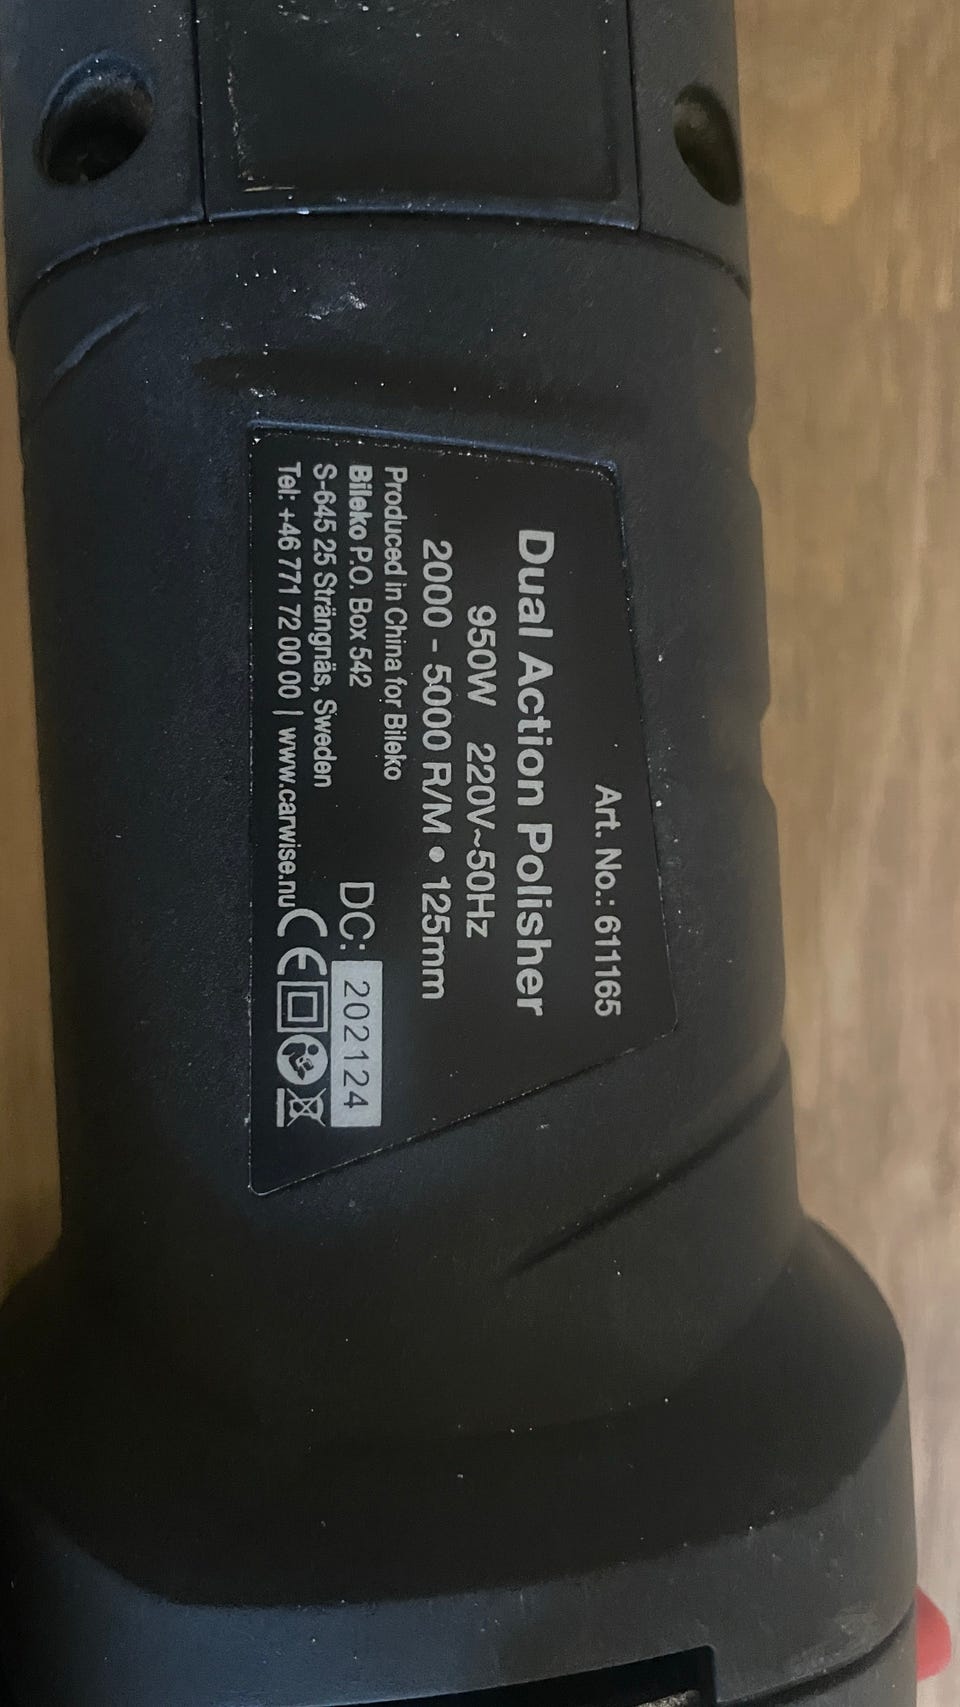 Art. No.: 611165
Dual Action Polisher
950W 220V~50Hz
2000 - 5000 R/M • 125mm
Produced in China for Bileko
Bileko P.O. Box 542
S-645 25 Strängnäs, Sweden
DC: 202124
Tel: +46 771 72 00 00 | www.carwise.nu CE